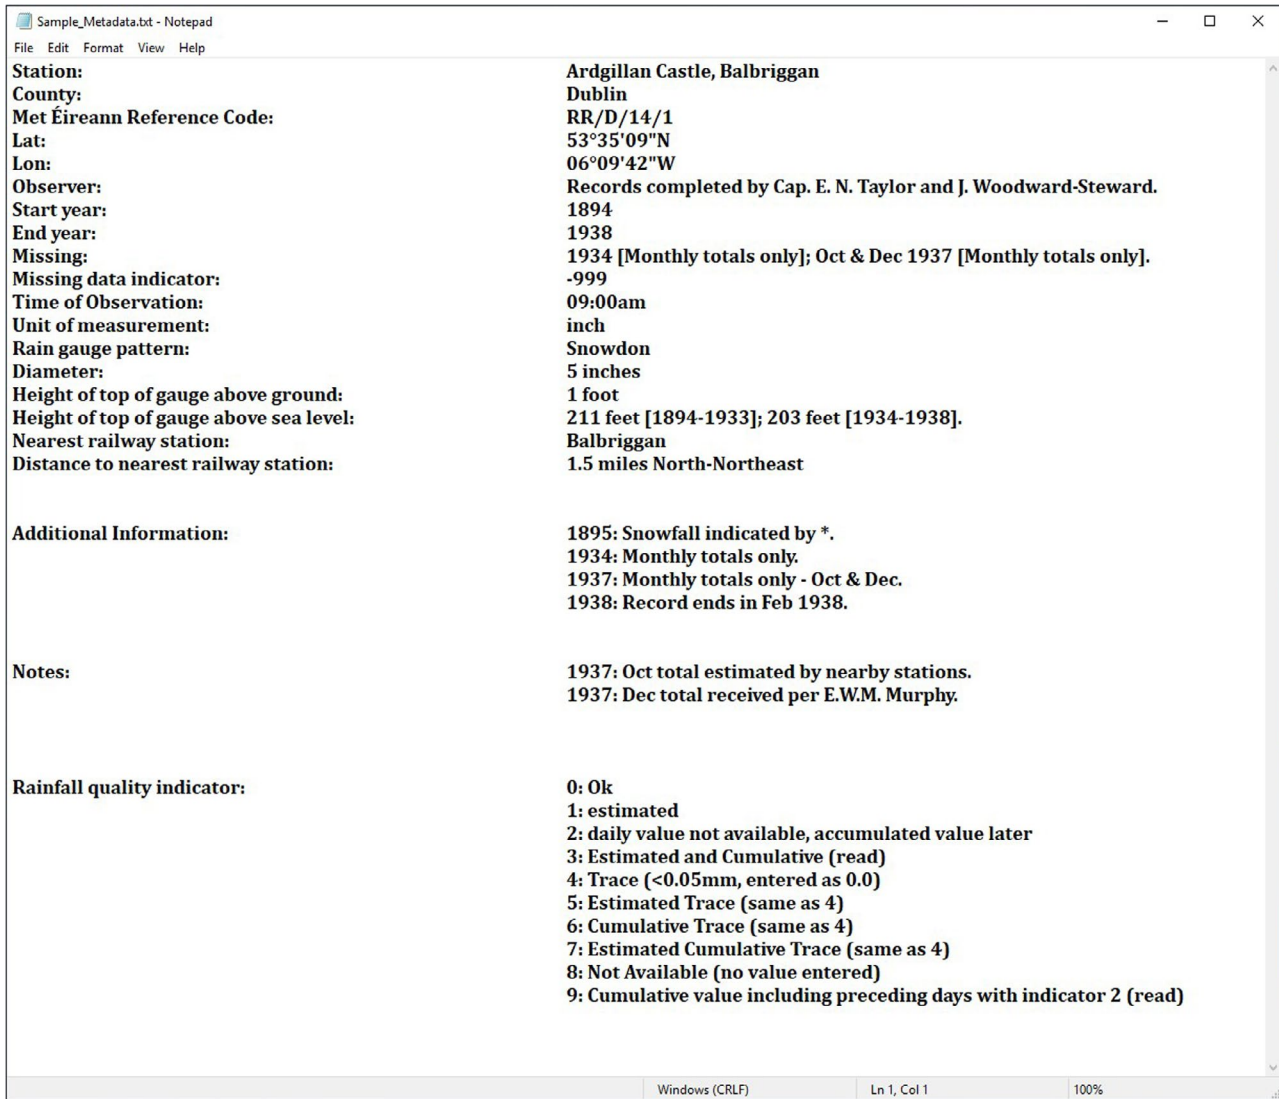 Sample_Metadata.txt - Notepad
File Edit Format View Help
Station: Ardgillan Castle, Balbriggan
County: Dublin
Met Éireann Reference Code: RR/D/14/1
Lat: 53°35'09"N
Lon: 06°09'42"W
Observer: Records completed by Cap. E. N. Taylor and J. Woodward-Steward.
Start year: 1894
End year: 1938
Missing: 1934 [Monthly totals only]; Oct & Dec 1937 [Monthly totals only].
Missing data indicator: -999
Time of Observation: 09:00am
Unit of measurement: inch
Rain gauge pattern: Snowdon
Diameter: 5 inches
Height of top of gauge above ground: 1 foot
Height of top of gauge above sea level: 211 feet [1894-1933]; 203 feet [1934-1938].
Nearest railway station: Balbriggan
Distance to nearest railway station: 1.5 miles North-Northeast
Additional Information: 1895: Snowfall indicated by *.
1934: Monthly totals only.
1937: Monthly totals only - Oct & Dec.
1938: Record ends in Feb 1938.
Notes: 1937: Oct total estimated by nearby stations.
1937: Dec total received per E.W.M. Murphy.
Rainfall quality indicator: 0: Ok
1: estimated
2: daily value not available, accumulated value later
3: Estimated and Cumulative (read)
4: Trace (<0.05mm, entered as 0.0)
5: Estimated Trace (same as 4)
6: Cumulative Trace (same as 4)
7: Estimated Cumulative Trace (same as 4)
8: Not Available (no value entered)
9: Cumulative value including preceding days with indicator 2 (read)
Windows (CRLF) Ln 1, Col 1 100%